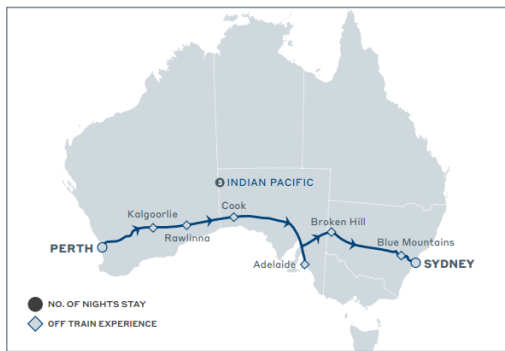 3 INDIAN PACIFIC
Cook
Kalgoorlie
Rawlinna
PERTH
Broken Hill
Blue Mountains
Adelaide
SYDNEY
NO. OF NIGHTS STAY
OFF TRAIN EXPERIENCE